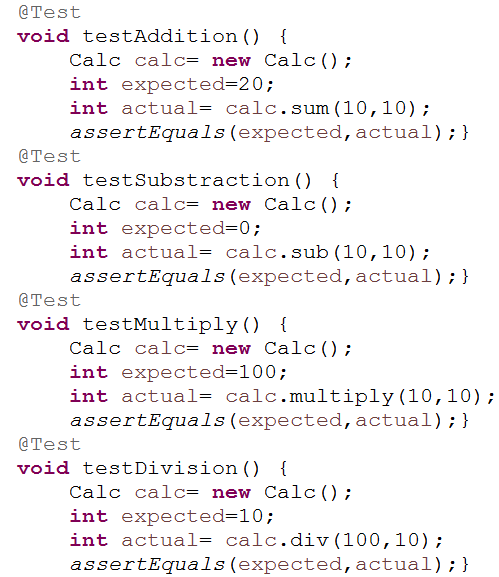 @Test
void testAddition() {
Calc calc= new Calc();
int expected=20;
int actual= calc.sum(10,10);
assertEquals(expected,actual);}
@Test
void testSubstraction() {
Calc calc= new Calc();
int expected=0;
int actual= calc.sub(10,10);
assertEquals(expected,actual);}
@Test
void testMultiply() {
Calc calc= new Calc();
int expected=100;
int actual= calc.multiply(10,10);
assertEquals(expected,actual);}
@Test
void testDivision() {
Calc calc= new Calc();
int expected=10;
int actual= calc.div(100,10);
assertEquals(expected,actual);}